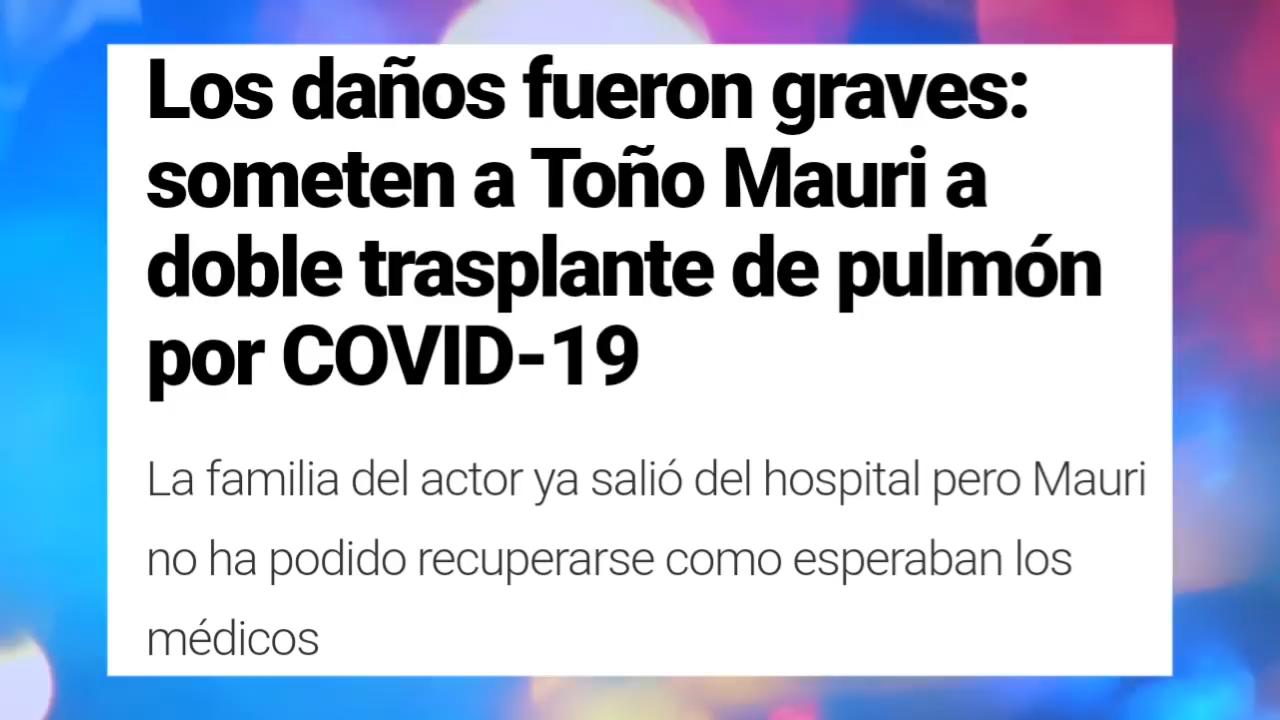 Los daños fueron graves:
someten a Toño Mauri a
doble trasplante de pulmón
por COVID-19
La familia del actor ya salió del hospital pero Mauri
no ha podido recuperarse como esperaban los
médicos